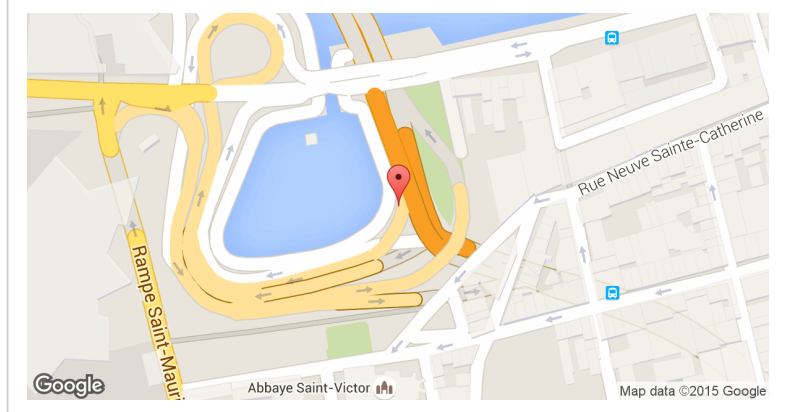 Rue Neuve Sainte-Catherine
Rampe Saint-Mauri
Abbaye Saint-Victor
Google
Map data ©2015 Google